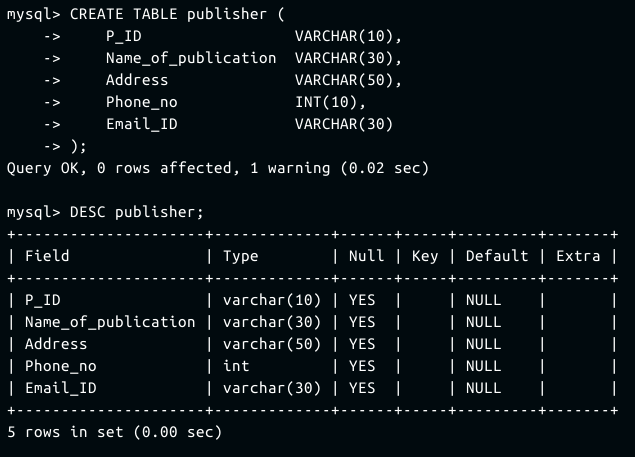 mysql> CREATE TABLE publisher (
    ->     P_ID                 VARCHAR(10),
    ->     Name_of_publication  VARCHAR(30),
    ->     Address              VARCHAR(50),
    ->     Phone_no             INT(10),
    ->     Email_ID             VARCHAR(30)
    -> );
Query OK, 0 rows affected, 1 warning (0.02 sec)

mysql> DESC publisher;
+---------------------+-------------+------+-----+---------+-------+
| Field               | Type        | Null | Key | Default | Extra |
+---------------------+-------------+------+-----+---------+-------+
| P_ID                | varchar(10) | YES  |     | NULL    |       |
| Name_of_publication | varchar(30) | YES  |     | NULL    |       |
| Address             | varchar(50) | YES  |     | NULL    |       |
| Phone_no            | int         | YES  |     | NULL    |       |
| Email_ID            | varchar(30) | YES  |     | NULL    |       |
+---------------------+-------------+------+-----+---------+-------+
5 rows in set (0.00 sec)